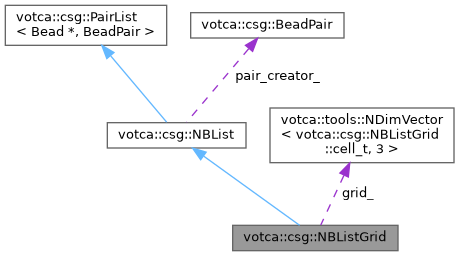 votca::csg::PairList
< Bead *, BeadPair >
votca::csg::BeadPair
pair_creator_
votca::csg::NBList
votca::tools::NDimVector
< votca::csg::NBListGrid
::cell_t, 3 >
grid_
votca::csg::NBListGrid